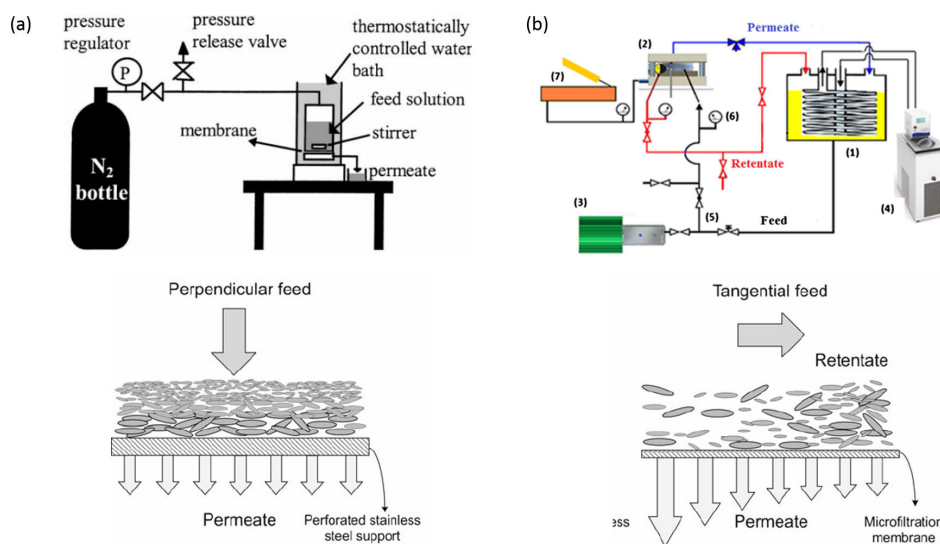 (a)
pressure
regulator
pressure
release valve
thermostatically
controlled water
bath
feed solution
stirrer
membrane
permeate
P
N2
bottle
(b)
Permeate
(2)
(7)
(6)
(1)
Retentate
(4)
(3)
(5)
Feed
Perpendicular feed
Permeate
Perforated stainless
steel support
Tangential feed
Retentate
ess
Permeate
Microfiltration
membrane